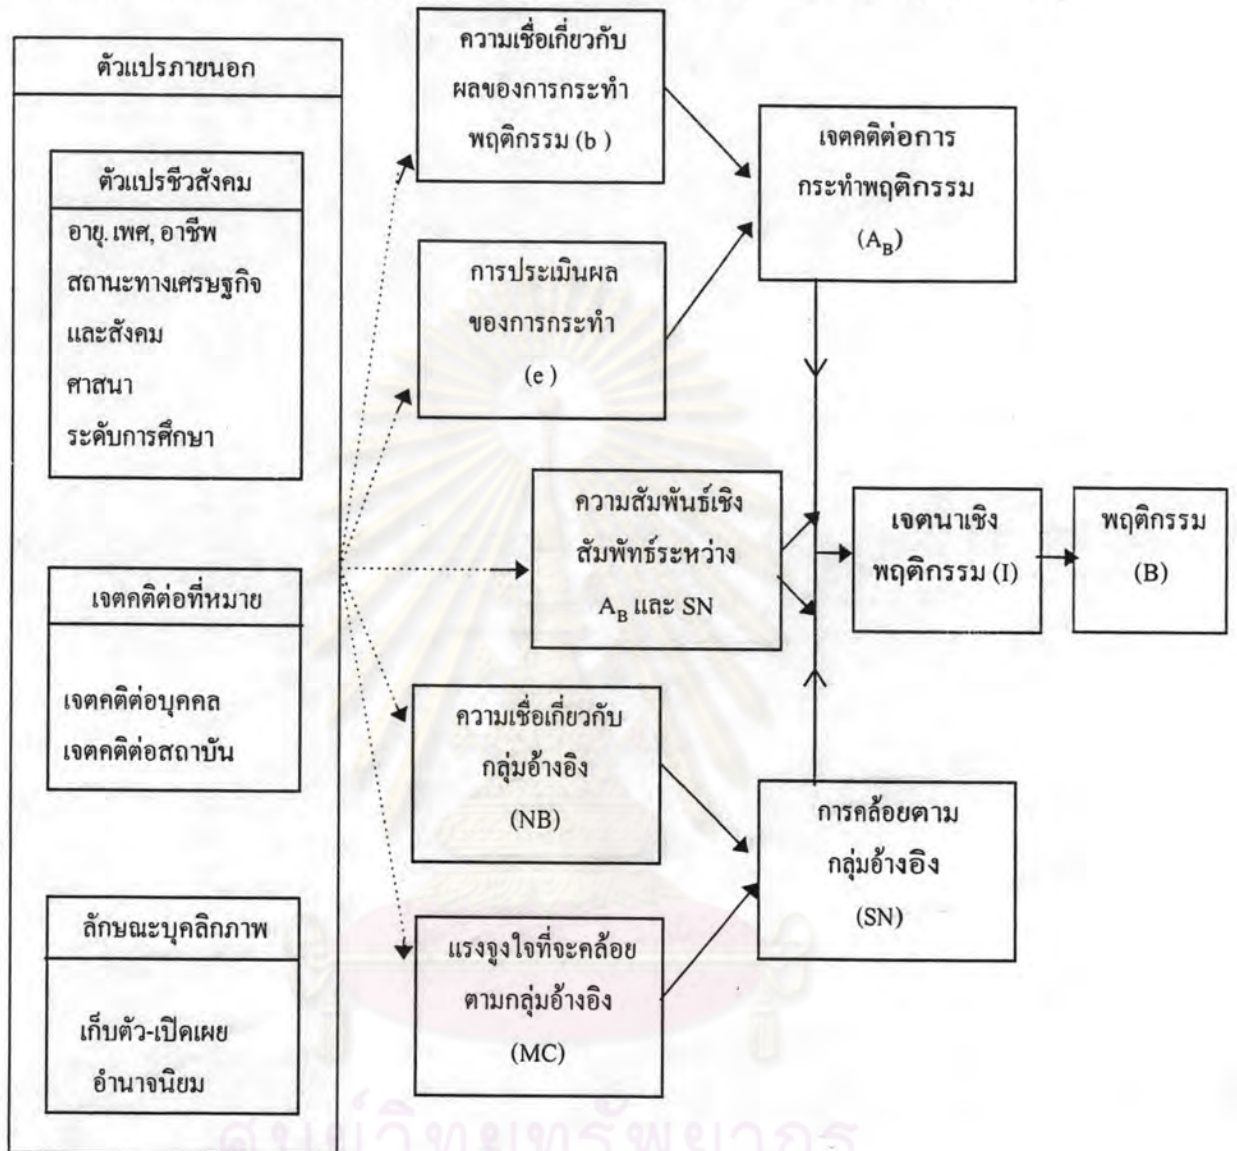 ตัวแปรภายนอก
ตัวแปรชีวสังคม
อายุ. เพศ, อาชีพ
สถานะทางเศรษฐกิจ
และสังคม
ศาสนา
ระดับการศึกษา
เจตคติต่อที่หมาย
เจตคติต่อบุคคล
เจตคติต่อสถาบัน
ลักษณะบุคลิกภาพ
เก็บตัว-เปิดเผย
อำนาจนิยม
ความเชื่อเกี่ยวกับ
ผลของการกระทำ
พฤติกรรม (b )
การประเมินผล
ของการกระทำ
(e )
ความสัมพันธ์เชิง
สัมพัทธ์ระหว่าง
A_B และ SN
ความเชื่อเกี่ยวกับ
กลุ่มอ้างอิง
(NB)
แรงจูงใจที่จะคล้อย
ตามกลุ่มอ้างอิง
(MC)
เจตคติต่อการ
กระทำพฤติกรรม
(A_B)
การคล้อยตาม
กลุ่มอ้างอิง
(SN)
เจตนาเชิง
พฤติกรรม (I)
พฤติกรรม
(B)
ศูนย์วิทยทรัพยากร